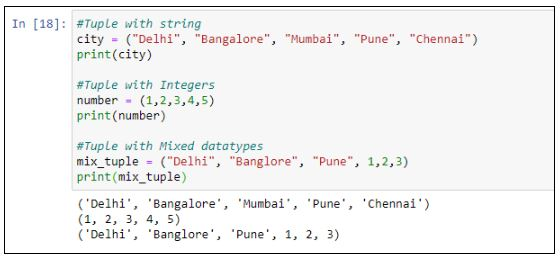 In [18]: #Tuple with string
city = ("Delhi", "Bangalore", "Mumbai", "Pune", "Chennai")
print(city)
#Tuple with Integers
number = (1,2,3,4,5)
print(number)
#Tuple with Mixed datatypes
mix_tuple = ("Delhi", "Banglore", "Pune", 1,2,3)
print(mix_tuple)
('Delhi', 'Bangalore', 'Mumbai', 'Pune', 'Chennai')
(1, 2, 3, 4, 5)
('Delhi', 'Banglore', 'Pune', 1, 2, 3)